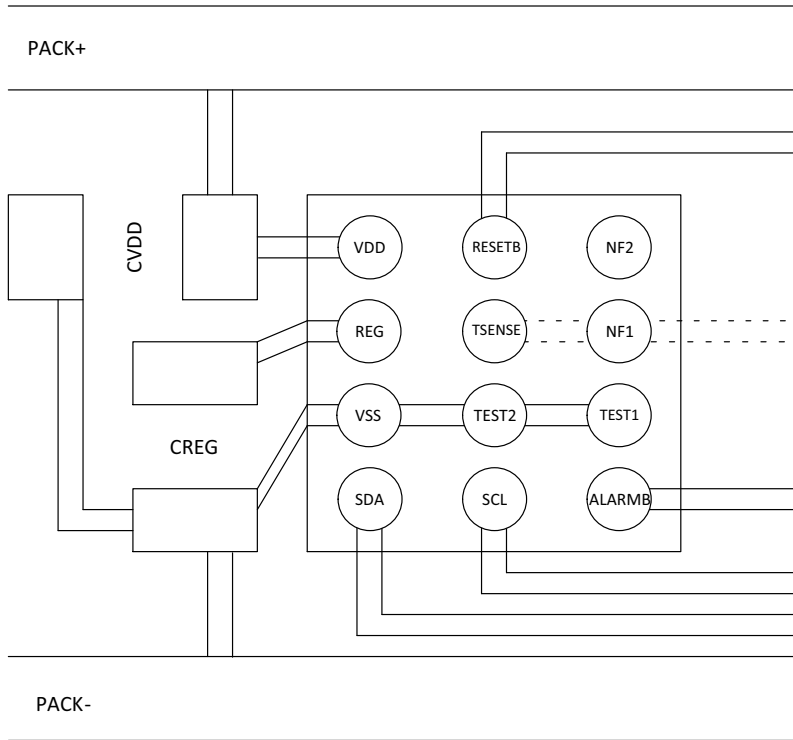 PACK+
CVDD
VDD
RESETB
NF2
REG
TSENSE
NF1
VSS
TEST2
TEST1
CREG
SDA
SCL
ALARMB
PACK-